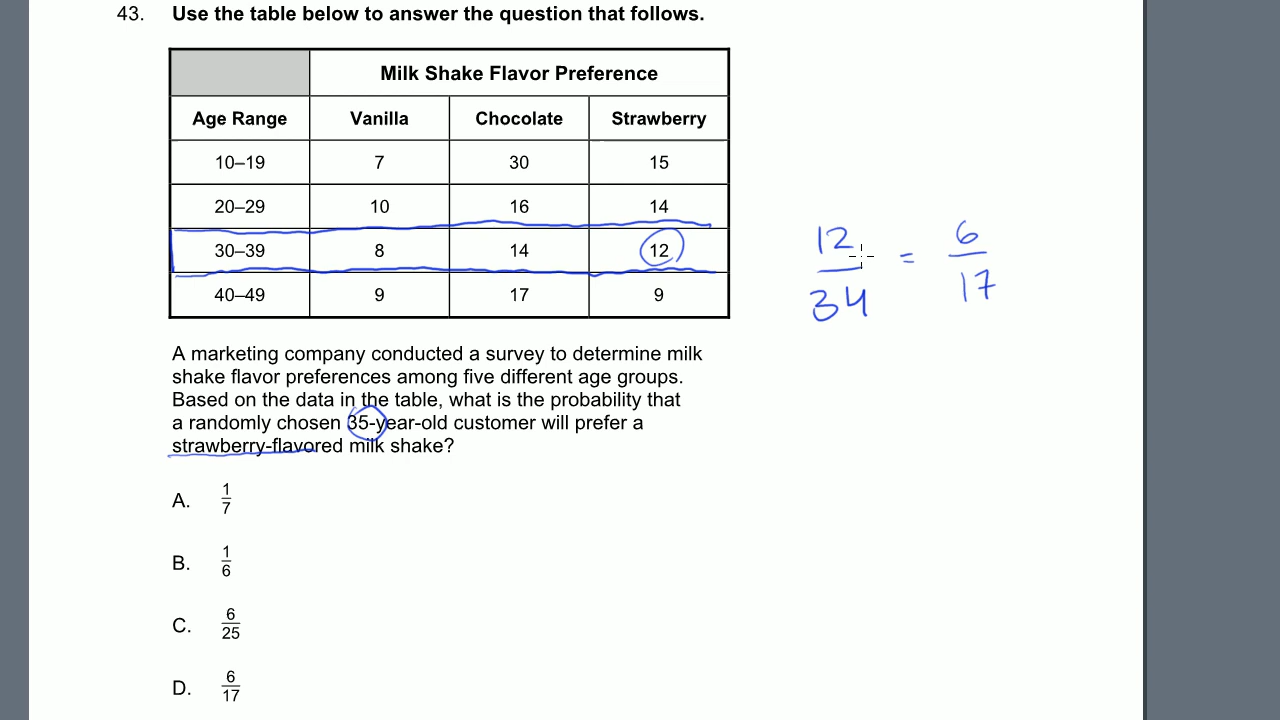 43. Use the table below to answer the question that follows.
Milk Shake Flavor Preference
Age Range Vanilla Chocolate Strawberry
10–19 7 30 15
20–29 10 16 14
30–39 8 14 12
40–49 9 17 9
12/34 = 6/17
A marketing company conducted a survey to determine milk
shake flavor preferences among five different age groups.
Based on the data in the table, what is the probability that
a randomly chosen 35-year-old customer will prefer a
strawberry-flavored milk shake?
A. 1/7
B. 1/6
C. 6/25
D. 6/17